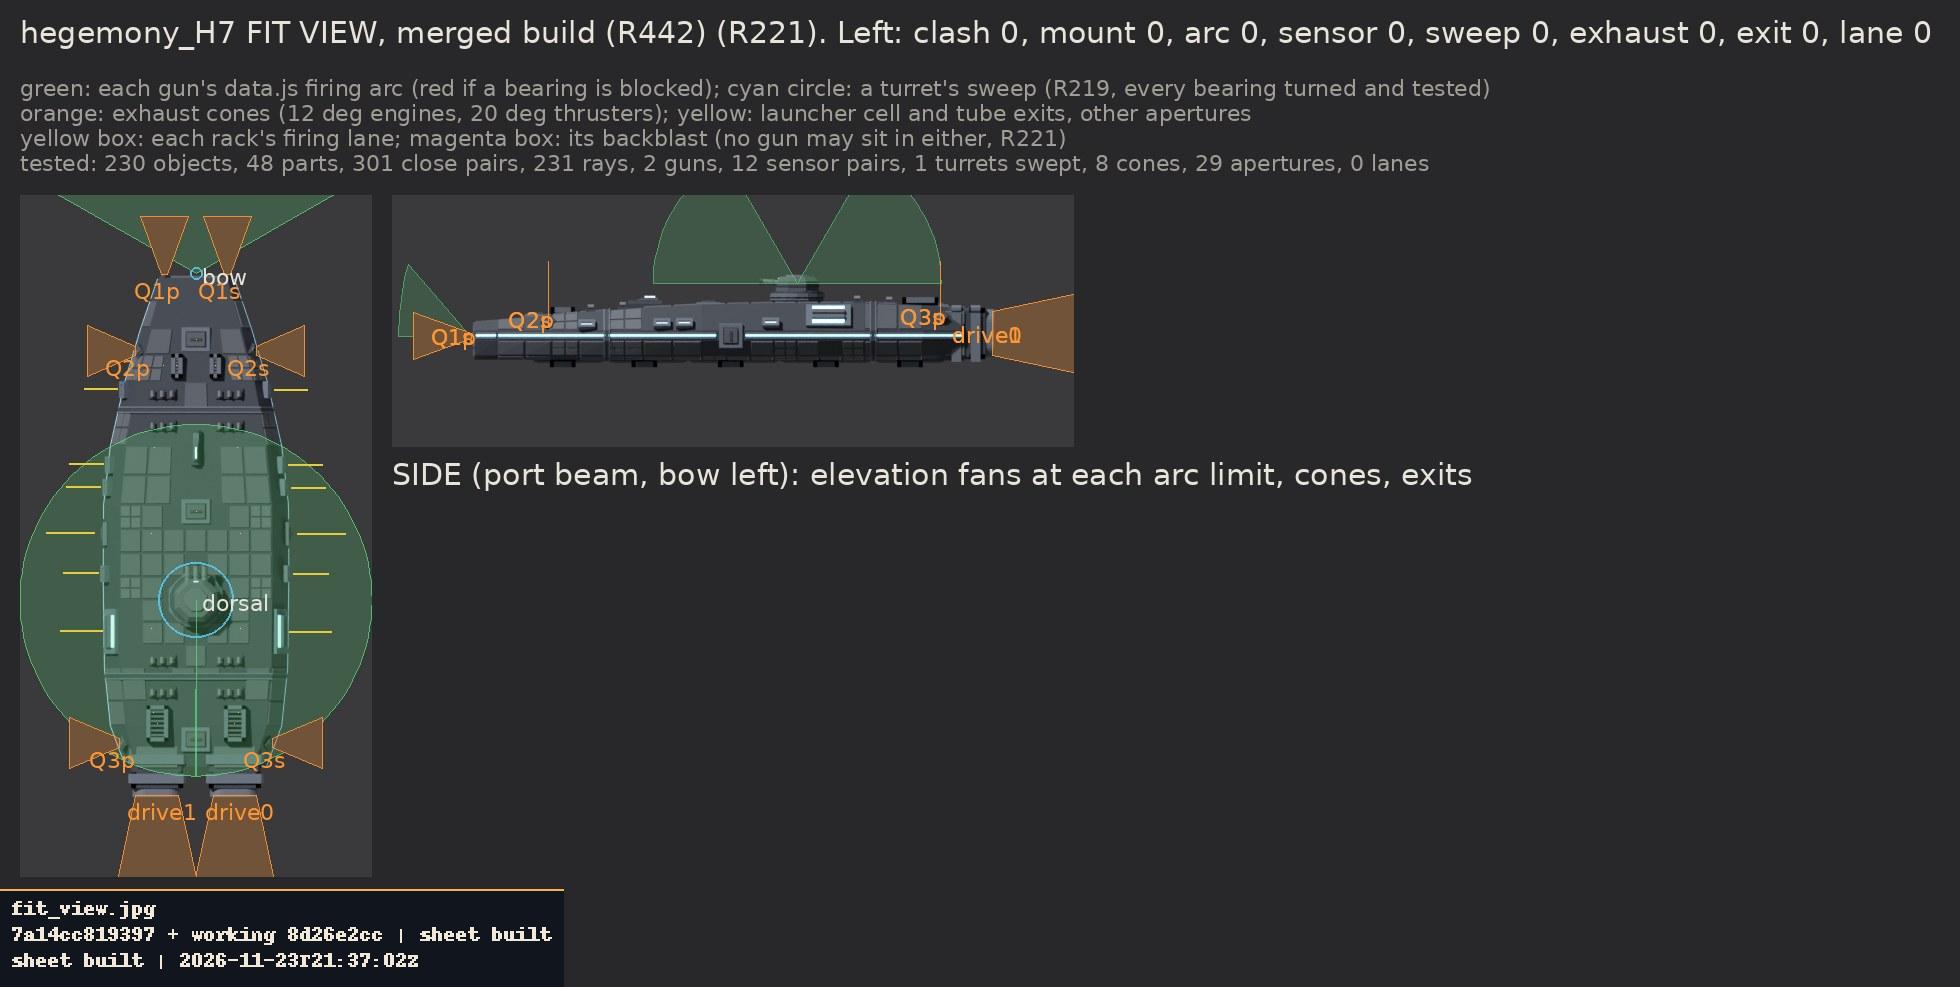 hegemony_H7 FIT VIEW, merged build (R442) (R221). Left: clash 0, mount 0, arc 0, sensor 0, sweep 0, exhaust 0, exit 0, lane 0
green: each gun's data.js firing arc (red if a bearing is blocked); cyan circle: a turret's sweep (R219, every bearing turned and tested)
orange: exhaust cones (12 deg engines, 20 deg thrusters); yellow: launcher cell and tube exits, other apertures
yellow box: each rack's firing lane; magenta box: its backblast (no gun may sit in either, R221)
tested: 230 objects, 48 parts, 301 close pairs, 231 rays, 2 guns, 12 sensor pairs, 1 turrets swept, 8 cones, 29 apertures, 0 lanes
bow
Q1p Q1s
Q2p Q2s
dorsal
Q3p Q3s
drive1 drive0
Q1p
Q2p
Q3p
SIDE (port beam, bow left): elevation fans at each arc limit, cones, exits
fit_view.jpg
7a14cc819397 + working 8d26e2cc | sheet built
sheet built | 2026-11-23T21:37:02Z